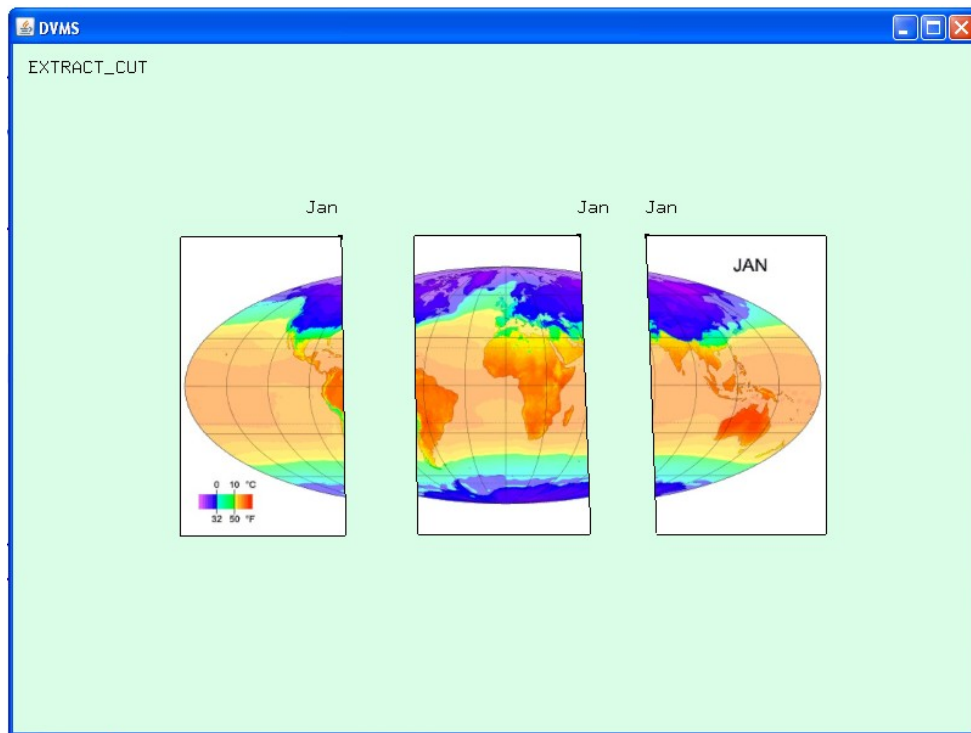 DVMS
EXTRACT_CUT
Jan
Jan
Jan
JAN
0 10 °C
32 50 °F